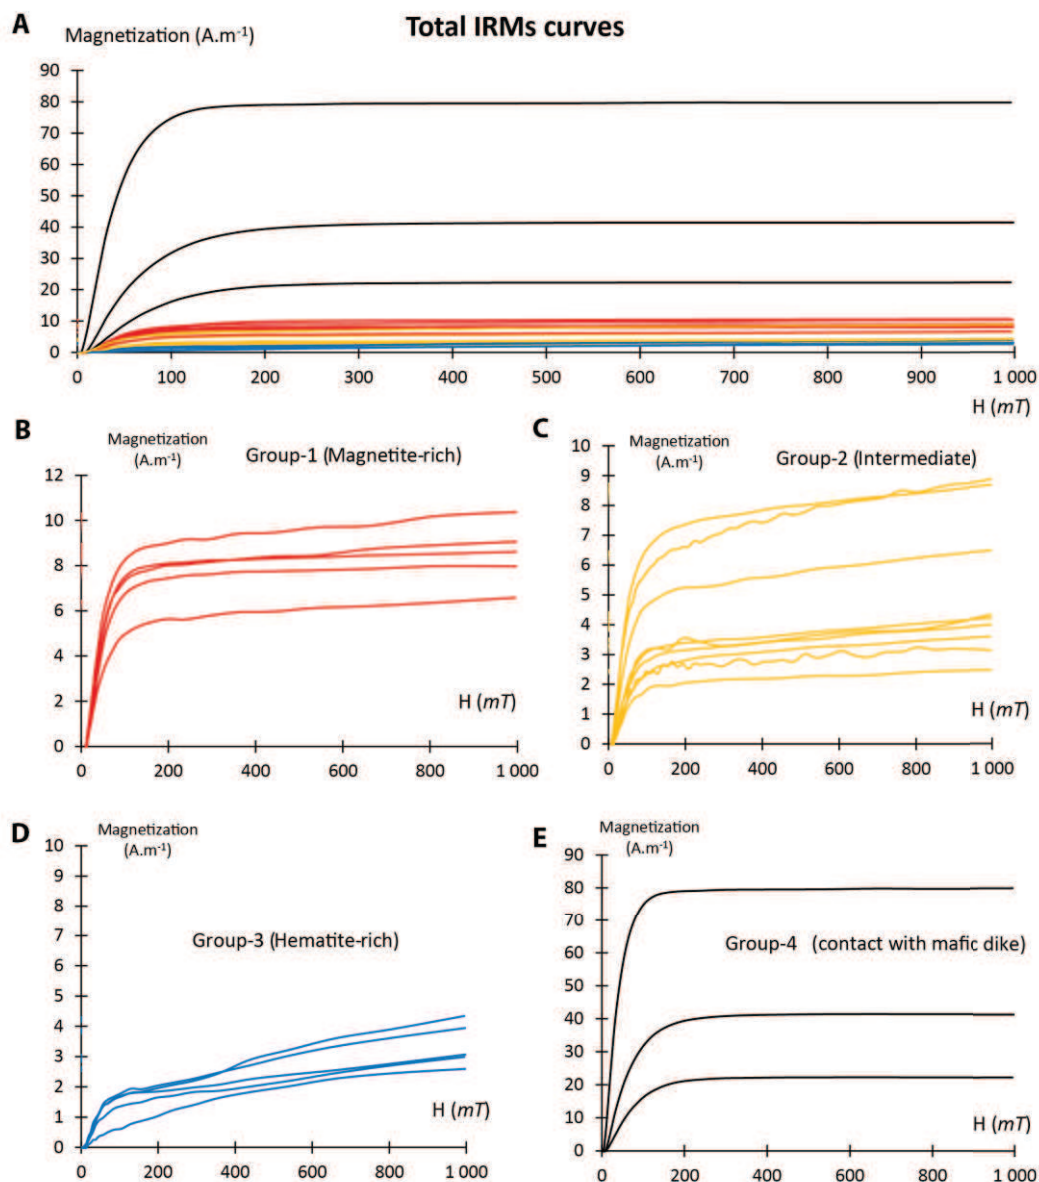 A
Magnetization (A.m⁻¹)
Total IRMs curves
90
80
70
60
50
40
30
20
10
0
0 100 200 300 400 500 600 700 800 900 1 000
H (mT)
B
Magnetization
(A.m⁻¹)
Group-1 (Magnetite-rich)
12
10
8
6
4
2
0
H (mT)
0 200 400 600 800 1 000
C
Magnetization
(A.m⁻¹)
Group-2 (Intermediate)
10
9
8
7
6
5
4
3
2
1
0
H (mT)
0 200 400 600 800 1 000
D
Magnetization
(A.m⁻¹)
10
9
8
7
6
5
4
3
2
1
0
Group-3 (Hematite-rich)
H (mT)
0 200 400 600 800 1 000
E
Magnetization
(A.m⁻¹)
90
80
70
60
50
40
30
20
10
0
Group-4 (contact with mafic dike)
H (mT)
0 200 400 600 800 1 000